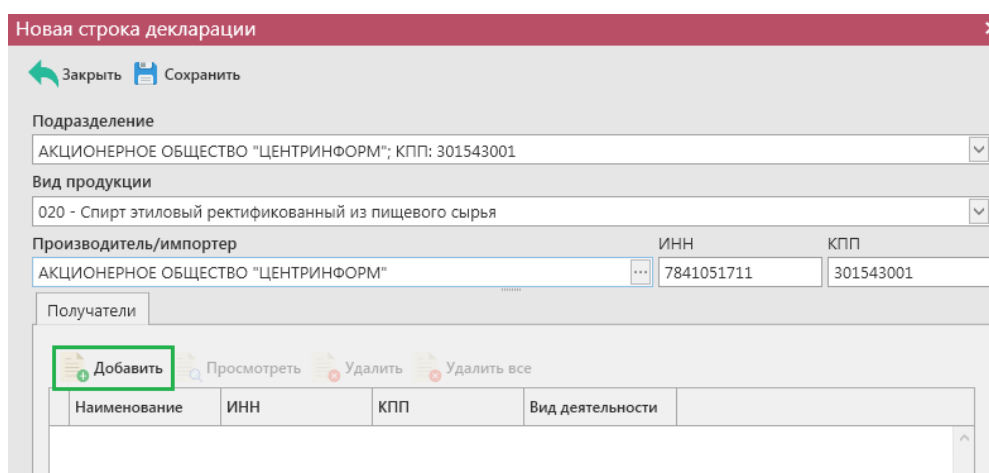 Новая строка декларации
Закрыть Сохранить
Подразделение
АКЦИОНЕРНОЕ ОБЩЕСТВО "ЦЕНТРИНФОРМ"; КПП: 301543001
Вид продукции
020 - Спирт этиловый ректификованный из пищевого сырья
Производитель/импортер ИНН КПП
АКЦИОНЕРНОЕ ОБЩЕСТВО "ЦЕНТРИНФОРМ" ... 7841051711 301543001
Получатели
Добавить Просмотреть Удалить Удалить все
Наименование ИНН КПП Вид деятельности